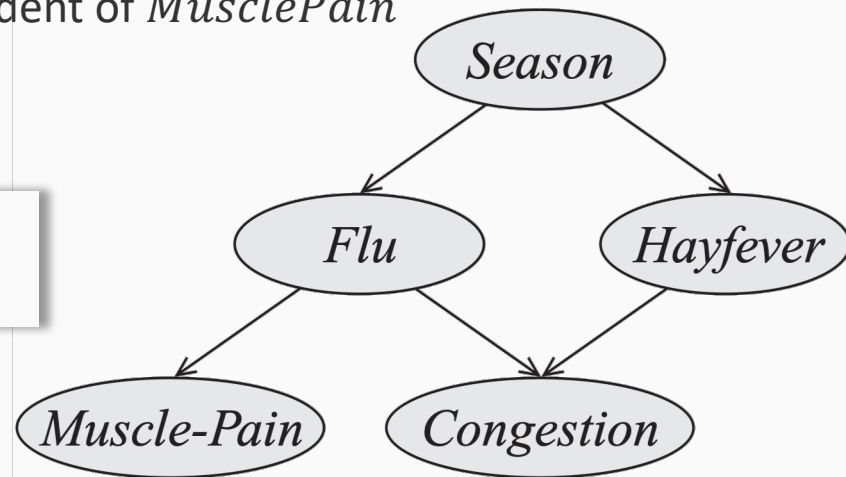 dent of MusclePain
Season
Flu Hayfever
Muscle-Pain Congestion